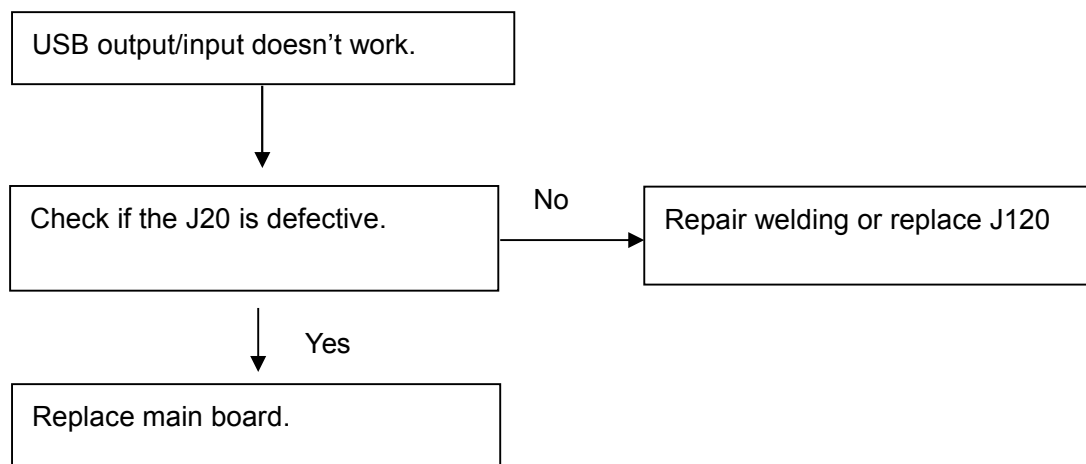 USB output/input doesn’t work.
No
Check if the J20 is defective.
Repair welding or replace J120
Yes
Replace main board.